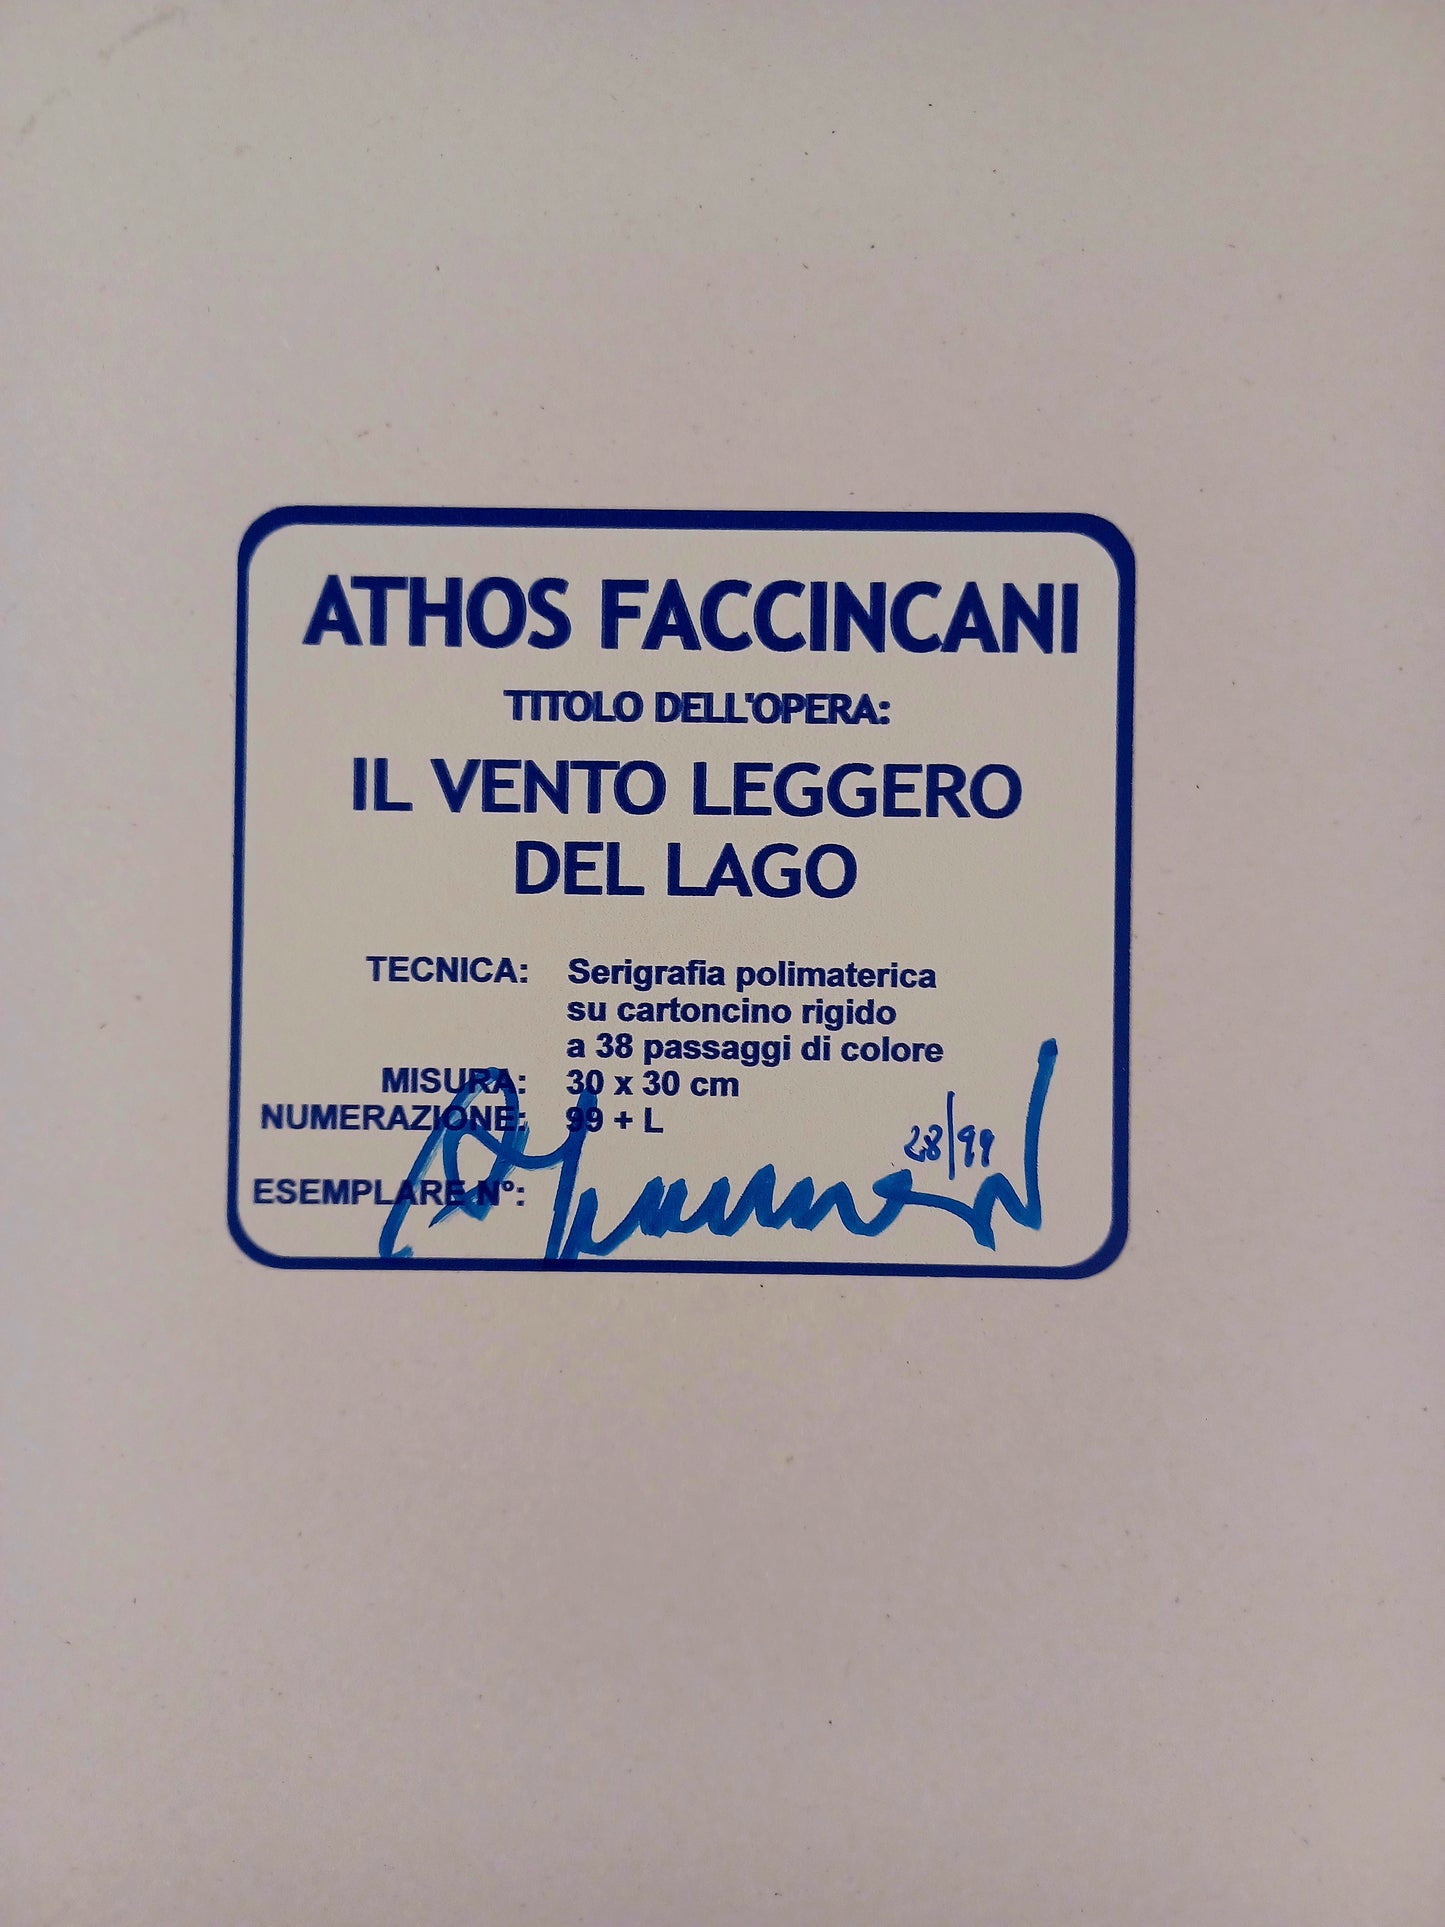 ATHOS FACCINCANI
TITOLO DELL'OPERA:
IL VENTO LEGGERO
DEL LAGO
TECNICA: Serigrafia polimaterica
su cartoncino rigido
a 38 passaggi di colore
MISURA: 30 x 30 cm
NUMERAZIONE: 99 + L
28/99
ESEMPLARE N°: